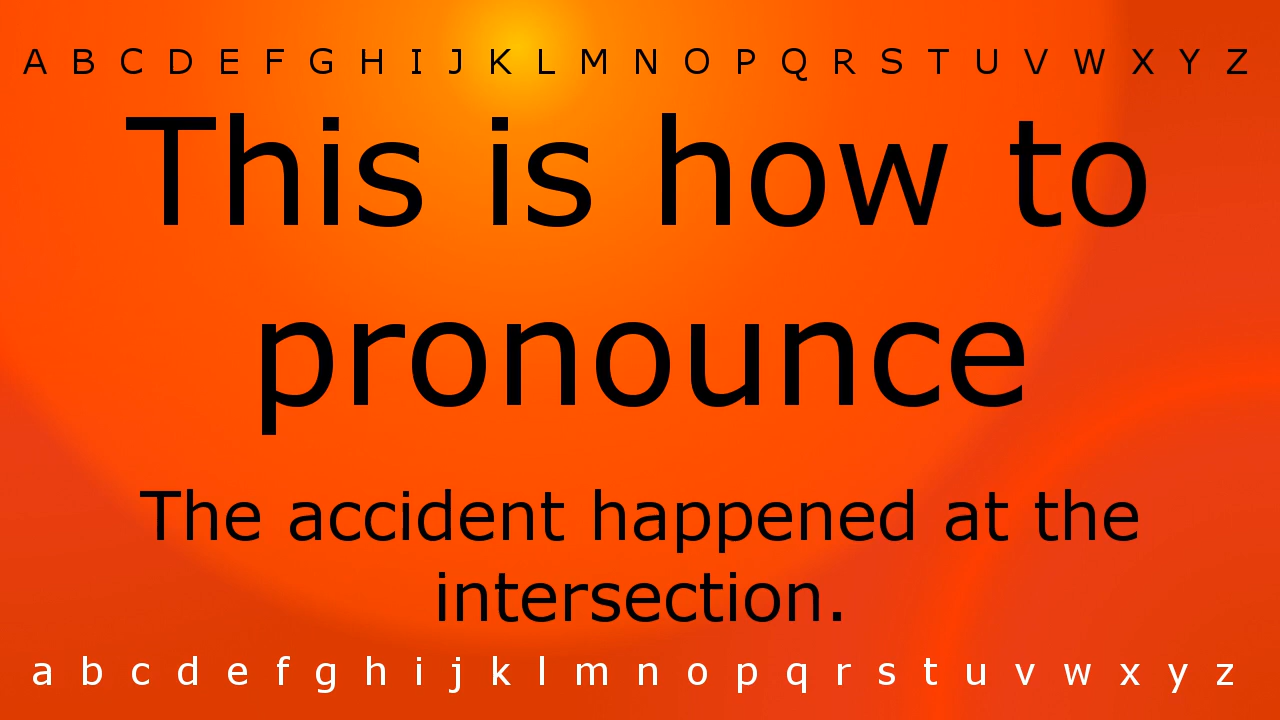 A B C D E F G H I J K L M N O P Q R S T U V W X Y Z
This is how to
pronounce
The accident happened at the
intersection.
a b c d e f g h i j k l m n o p q r s t u v w x y z